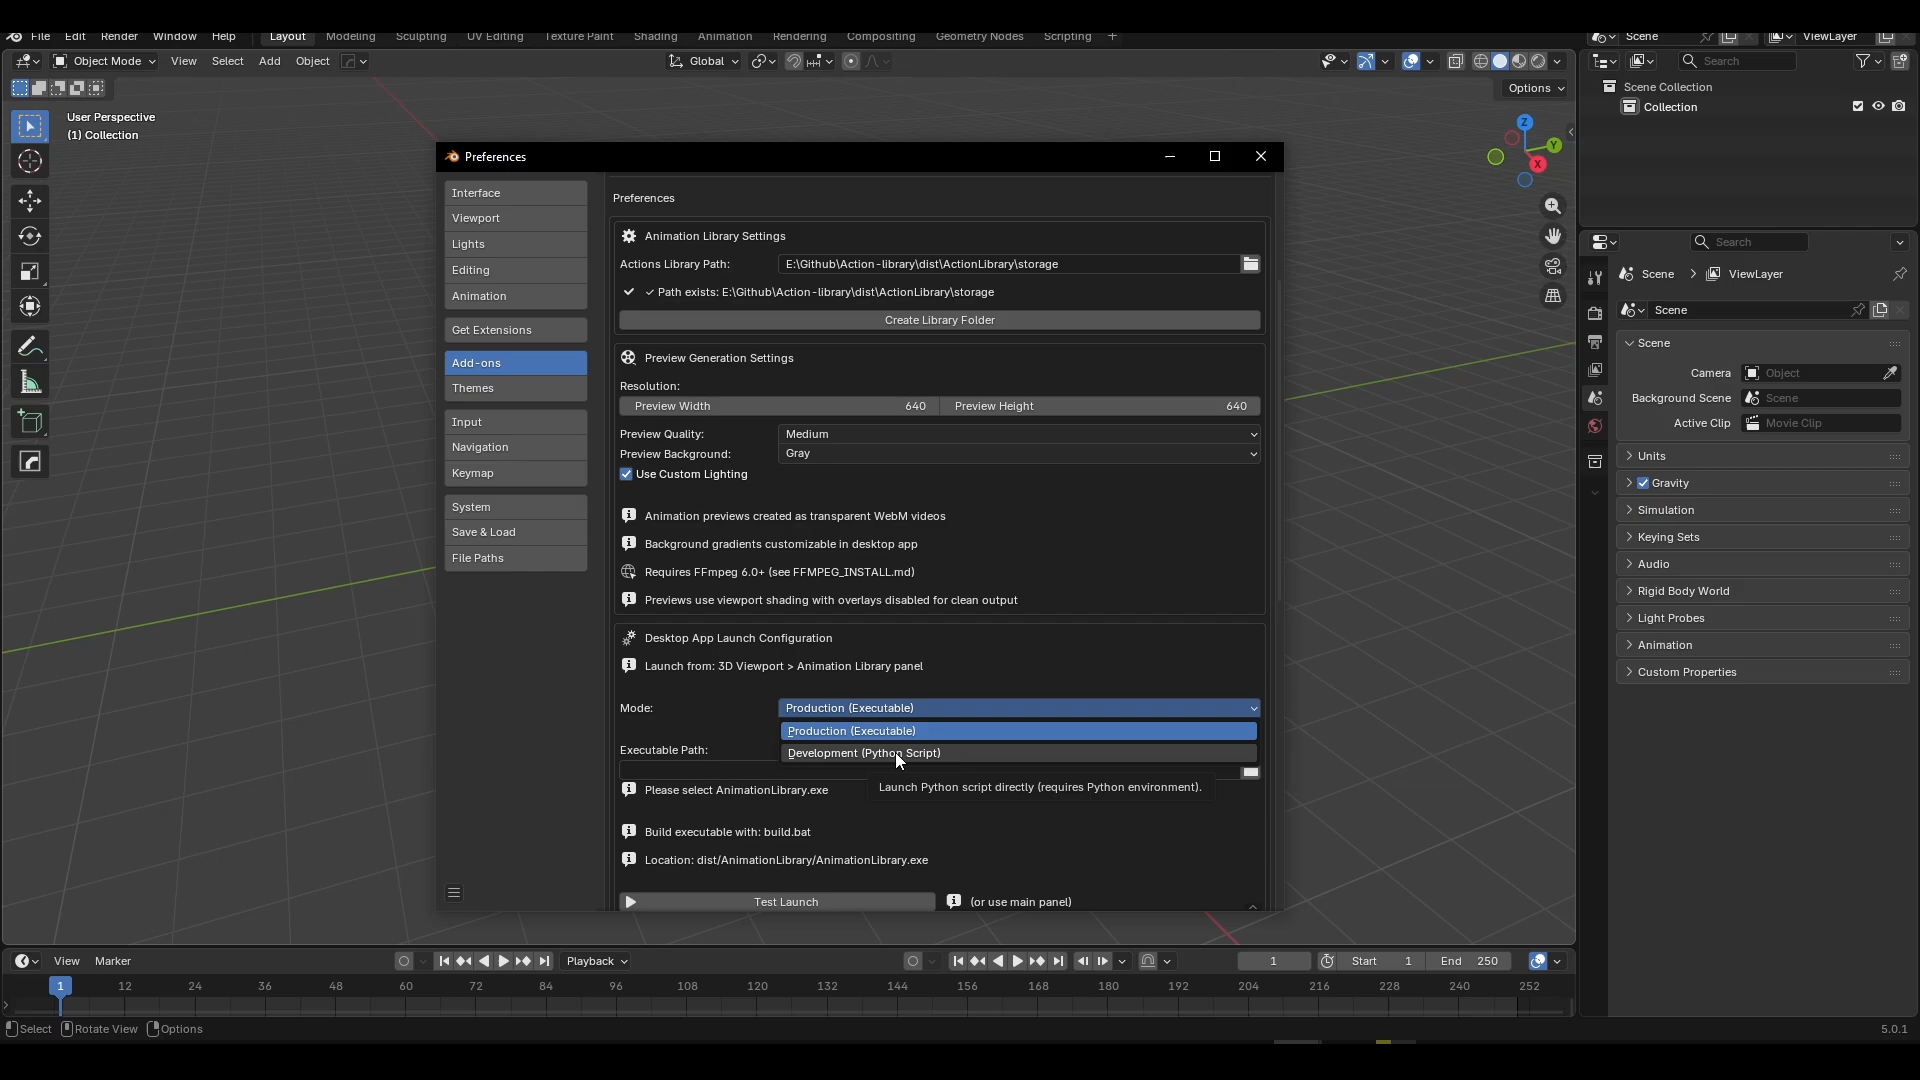 File Edit Render Window Help Layout Modeling Sculpting UV Editing Texture Paint Shading Animation Rendering Compositing Geometry Nodes Scripting + Scene ViewLayer
Object Mode View Select Add Object Global Search
Options
User Perspective
(1) Collection
Scene Collection
Collection
Z
Y
X
Preferences
Interface
Viewport
Lights
Editing
Animation
Get Extensions
Add-ons
Themes
Input
Navigation
Keymap
System
Save & Load
File Paths
Preferences
Animation Library Settings
Actions Library Path: E:\Github\Action-library\dist\ActionLibrary\storage
✓ Path exists: E:\Github\Action-library\dist\ActionLibrary\storage
Create Library Folder
Preview Generation Settings
Resolution:
Preview Width 640 Preview Height 640
Preview Quality: Medium
Preview Background: Gray
Use Custom Lighting
Animation previews created as transparent WebM videos
Background gradients customizable in desktop app
Requires FFmpeg 6.0+ (see FFMPEG_INSTALL.md)
Previews use viewport shading with overlays disabled for clean output
Desktop App Launch Configuration
Launch from: 3D Viewport > Animation Library panel
Mode: Production (Executable)
Production (Executable)
Executable Path:
Development (Python Script)
Launch Python script directly (requires Python environment).
Please select AnimationLibrary.exe
Build executable with: build.bat
Location: dist/AnimationLibrary/AnimationLibrary.exe
Test Launch (or use main panel)
Search
Scene ViewLayer
Scene
Scene
Camera Object
Background Scene Scene
Active Clip Movie Clip
Units
Gravity
Simulation
Keying Sets
Audio
Rigid Body World
Light Probes
Animation
Custom Properties
View Marker Playback 1 Start 1 End 250
1 12 24 36 48 60 72 84 96 108 120 132 144 156 168 180 192 204 216 228 240 252
Select Rotate View Options 5.0.1